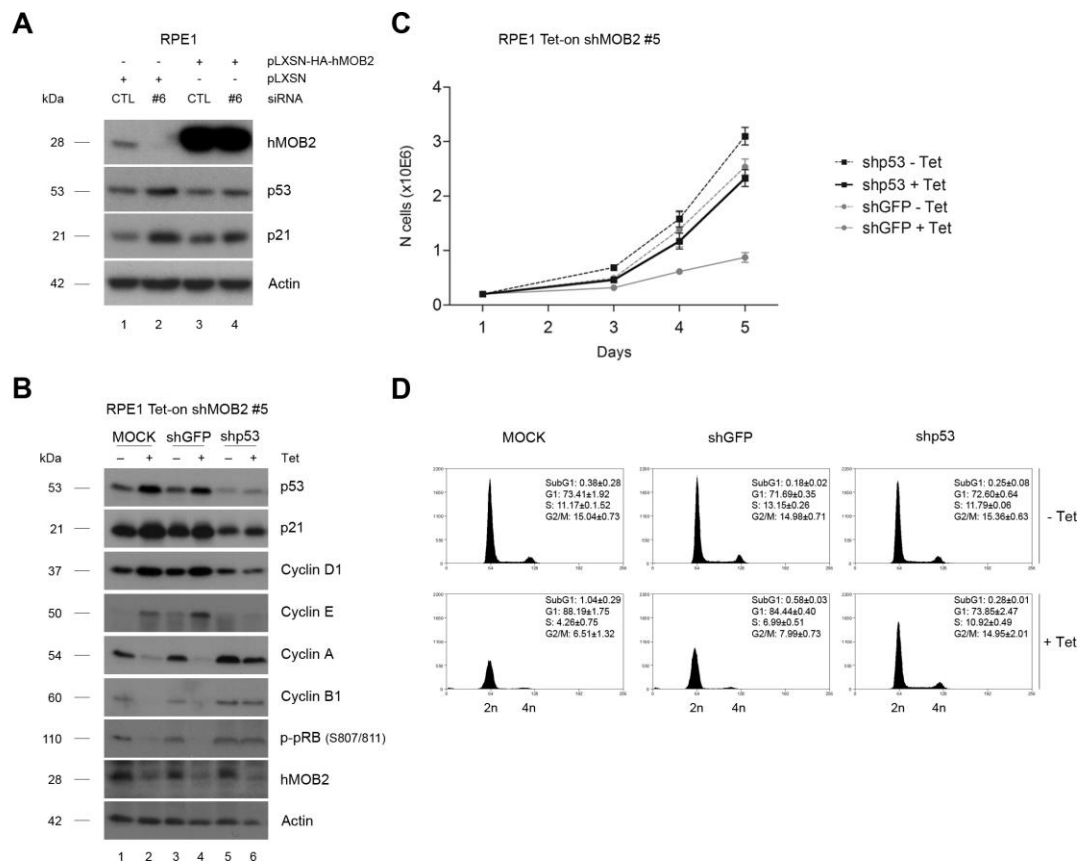 A
RPE1
- - + + pLXSN-HA-hMOB2
+ + - - pLXSN
kDa CTL #6 CTL #6 siRNA
28 hMOB2
53 p53
21 p21
42 Actin
1 2 3 4
B
RPE1 Tet-on shMOB2 #5
MOCK shGFP shp53
kDa – + – + – + Tet
53 p53
21 p21
37 Cyclin D1
50 Cyclin E
54 Cyclin A
60 Cyclin B1
110 p-pRB (S807/811)
28 hMOB2
42 Actin
1 2 3 4 5 6
C
RPE1 Tet-on shMOB2 #5
N cells (x10E6)
4
3
2
1
0
1 2 3 4 5
Days
shp53 - Tet
shp53 + Tet
shGFP - Tet
shGFP + Tet
D
MOCK shGFP shp53
SubG1: 0.38±0.28
G1: 73.41±1.92
S: 11.17±0.1.52
G2/M: 15.04±0.73
SubG1: 0.18±0.02
G1: 71.69±0.35
S: 13.15±0.26
G2/M: 14.98±0.71
SubG1: 0.25±0.08
G1: 72.60±0.64
S: 11.79±0.06
G2/M: 15.36±0.63
- Tet
SubG1: 1.04±0.29
G1: 88.19±1.75
S: 4.26±0.75
G2/M: 6.51±1.32
SubG1: 0.58±0.03
G1: 84.44±0.40
S: 6.99±0.51
G2/M: 7.99±0.73
SubG1: 0.28±0.01
G1: 73.85±2.47
S: 10.92±0.49
G2/M: 14.95±2.01
+ Tet
2n 4n 2n 4n 2n 4n